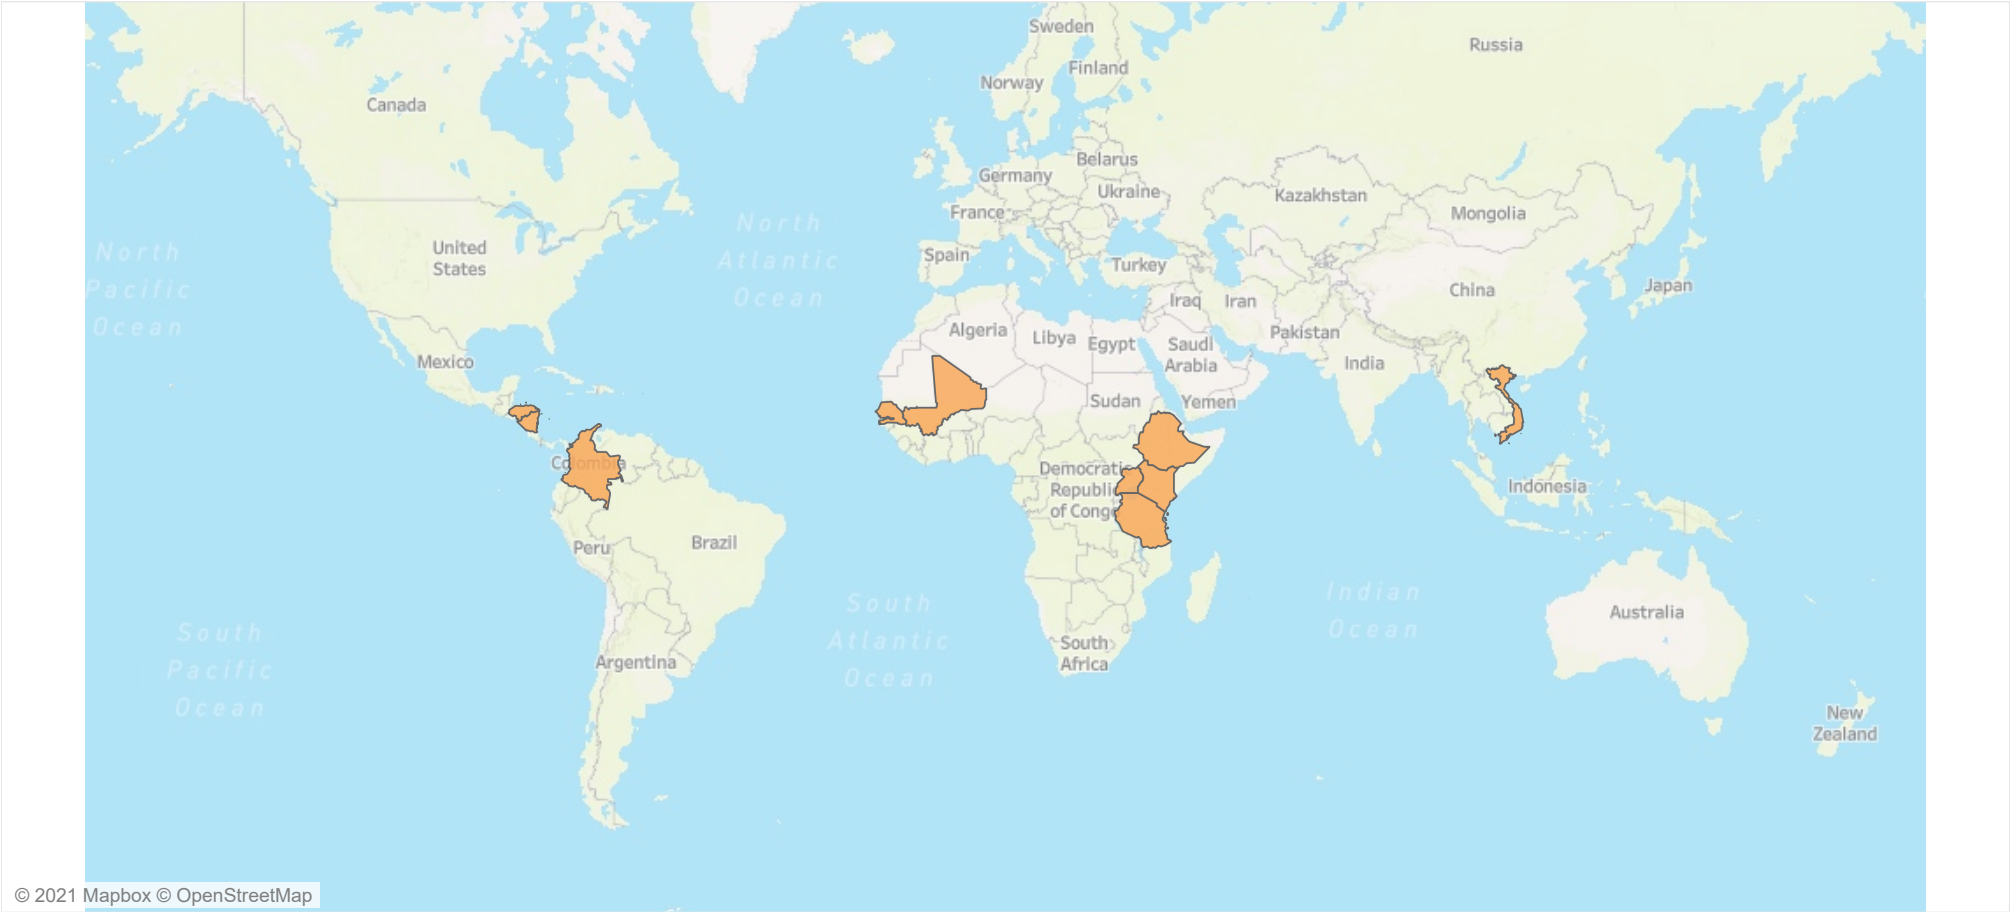 Sweden
Russia
Finland
Norway
Canada
Belarus
Germany
Ukraine
Kazakhstan
France
Mongolia
North
Atlantic
Ocean
North
Pacific
Ocean
United
States
Spain
Turkey
China
Japan
Iraq
Iran
Algeria
Libya
Egypt
Pakistan
Saudi
Arabia
India
Mexico
Sudan
Yemen
Colombia
Democratic
Republic
of Congo
Indonesia
Peru
Brazil
South
Atlantic
Ocean
Indian
Ocean
Australia
South
Pacific
Ocean
South
Africa
Argentina
New
Zealand
© 2021 Mapbox © OpenStreetMap